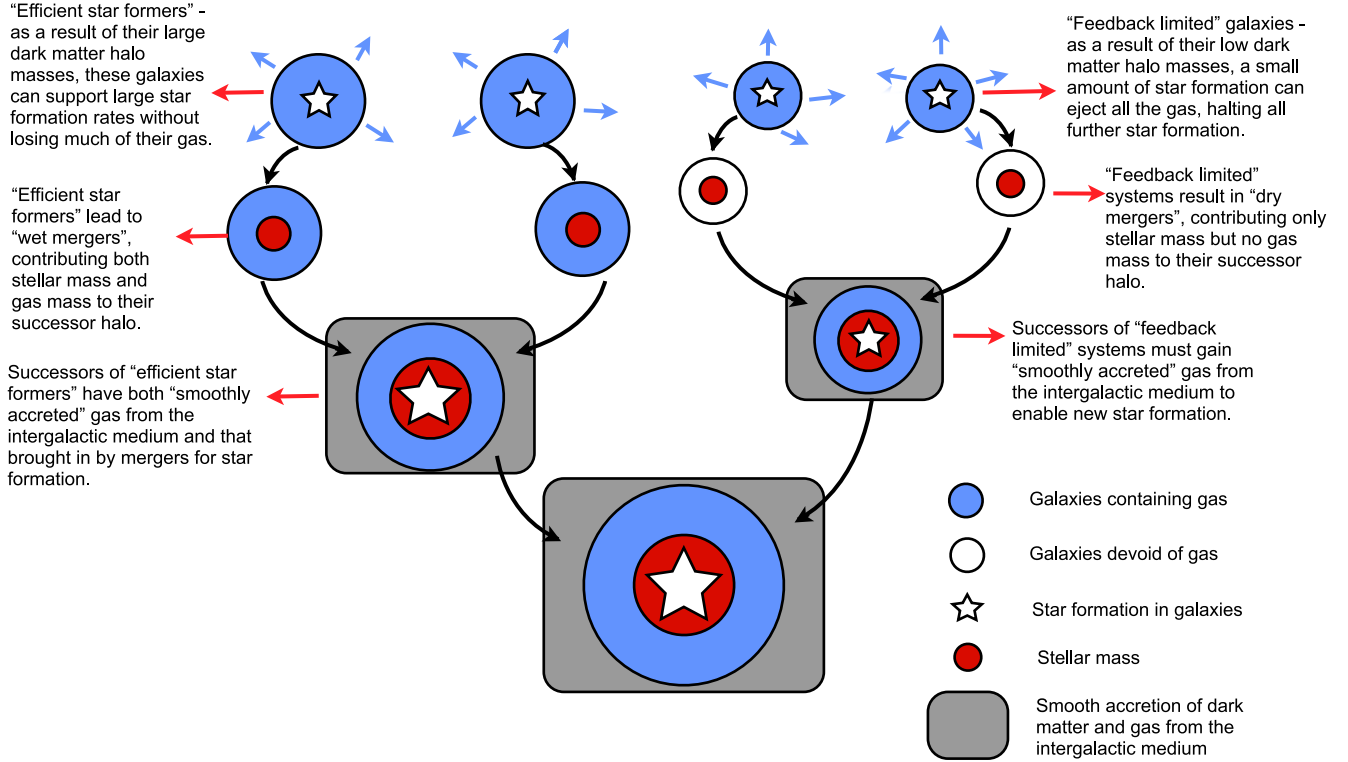 “Efficient star formers” -
as a result of their large
dark matter halo
masses, these galaxies
can support large star
formation rates without
losing much of their gas.
“Feedback limited” galaxies -
as a result of their low dark
matter halo masses, a small
amount of star formation can
eject all the gas, halting all
further star formation.
“Efficient star
formers” lead to
“wet mergers”,
contributing both
stellar mass and
gas mass to their
successor halo.
“Feedback limited”
systems result in “dry
mergers”, contributing only
stellar mass but no gas
mass to their successor
halo.
Successors of “efficient star
formers” have both “smoothly
accreted” gas from the
intergalactic medium and that
brought in by mergers for star
formation.
Successors of “feedback
limited” systems must gain
“smoothly accreted” gas from
the intergalactic medium to
enable new star formation.
Galaxies containing gas
Galaxies devoid of gas
Star formation in galaxies
Stellar mass
Smooth accretion of dark
matter and gas from the
intergalactic medium